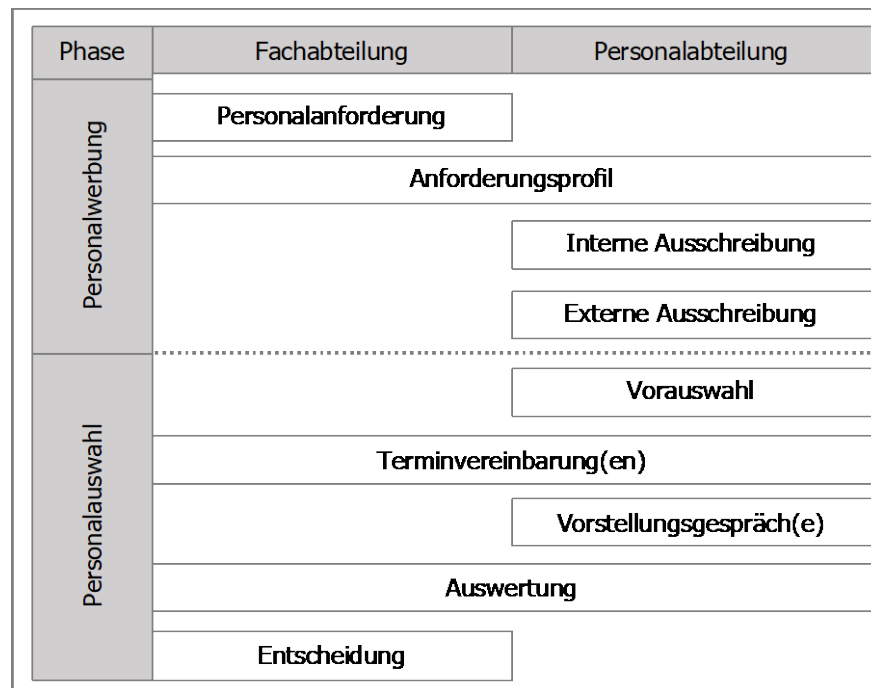 Phase Fachabteilung Personalabteilung
Personalwerbung
Personalanforderung
Anforderungsprofil
Interne Ausschreibung
Externe Ausschreibung
Personalauswahl
Vorauswahl
Terminvereinbarung(en)
Vorstellungsgespräch(e)
Auswertung
Entscheidung